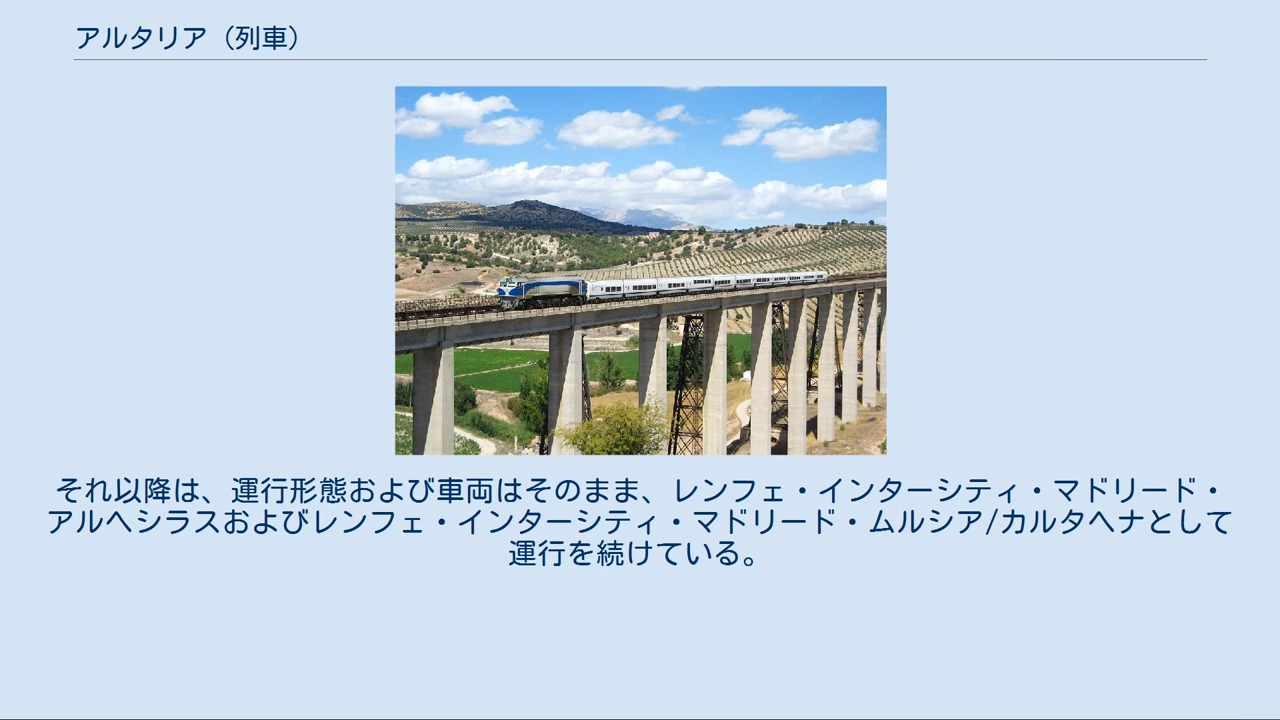 アルタリア（列車）
それ以降は、運行形態および車両はそのまま、レンフェ・インターシティ・マドリード・
アルヘシラスおよびレンフェ・インターシティ・マドリード・ムルシア/カルタヘナとして
運行を続けている。